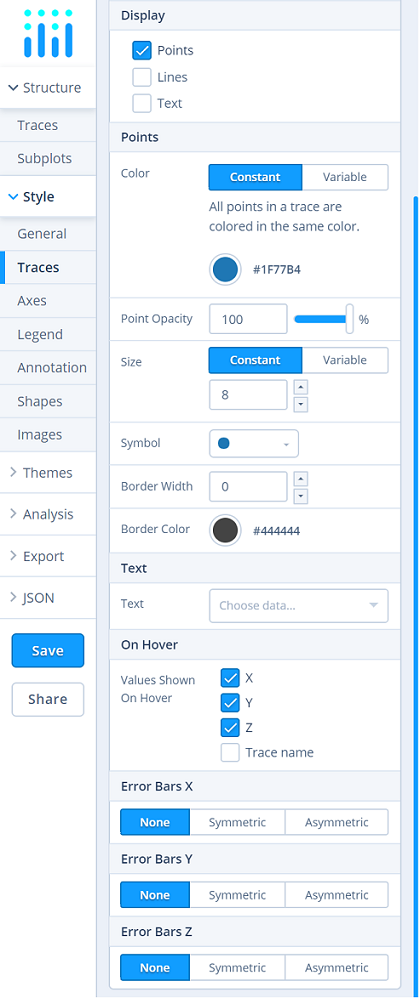 Structure
Traces
Subplots
Style
General
Traces
Axes
Legend
Annotation
Shapes
Images
Themes
Analysis
Export
JSON
Save
Share
Display
Points
Lines
Text
Points
Color
Constant Variable
All points in a trace are
colored in the same color.
#1F77B4
Point Opacity 100 %
Size Constant Variable
8
Symbol
Border Width 0
Border Color #444444
Text
Text Choose data...
On Hover
Values Shown
On Hover
X
Y
Z
Trace name
Error Bars X
None Symmetric Asymmetric
Error Bars Y
None Symmetric Asymmetric
Error Bars Z
None Symmetric Asymmetric